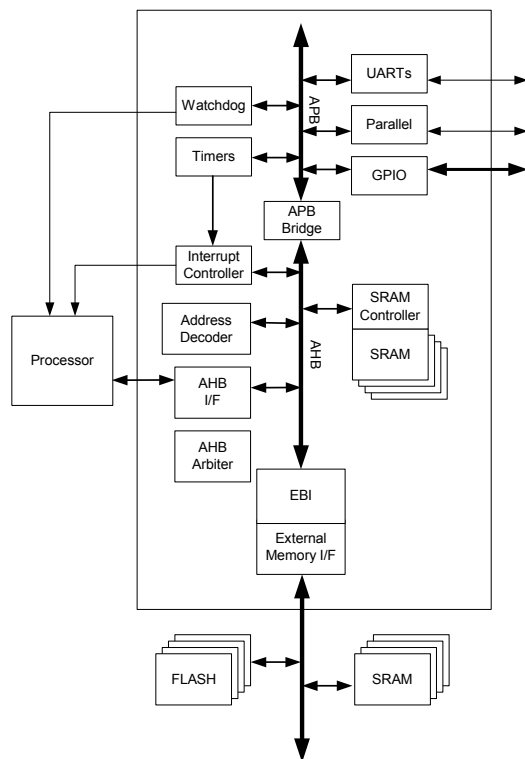 UARTs
Watchdog
APB
Parallel
Timers
GPIO
APB
Bridge
Interrupt
Controller
SRAM
Controller
Address
Decoder
Processor
AHB
SRAM
AHB
I/F
AHB
Arbiter
EBI
External
Memory I/F
FLASH
SRAM